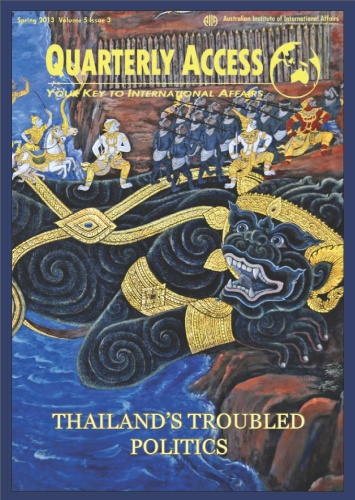 Spring 2013 Volume 5 Issue 3
AIIA Australian Institute of International Affairs
QUARTERLY ACCESS
YOUR KEY TO INTERNATIONAL AFFAIRS
THAILAND'S TROUBLED
POLITICS